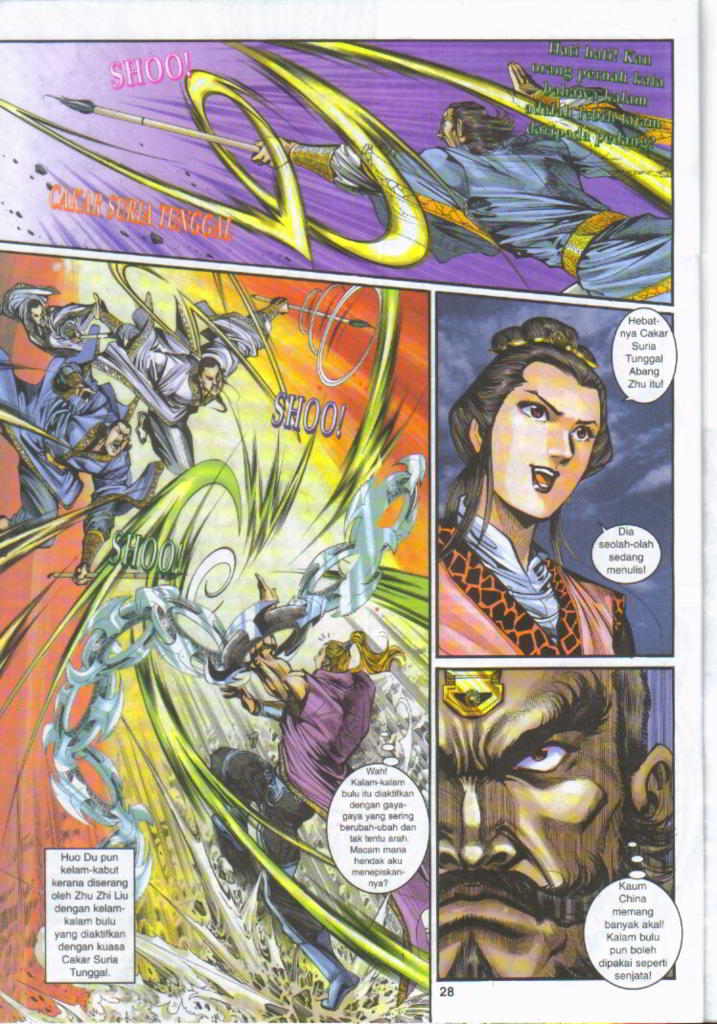 SHOO!
Hati hati! Kan
orang pernah kata
bahawa kalam
adalah lebih tajam
daripada pedang?
CAKAR SURIA TUNGGAL
SHOO!
SHOO!
SHOO!
Hebat-
nya Cakar
Suria
Tunggal
Abang
Zhu itu!
Dia
seolah-olah
sedang
menulis!
Wah!
Kalam-kalam
bulu itu diaktifkan
dengan gaya-
gaya yang sering
berubah-ubah dan
tak tentu arah.
Macam mana
hendak aku
menepiskan-
nya?
Huo Du pun
kelam-kabut
kerana diserang
oleh Zhu Zhi Liu
dengan kelam-
kalam bulu
yang diaktifkan
dengan kuasa
Cakar Suria
Tunggal.
Kaum
China
memang
banyak akal!
Kalam bulu
pun boleh
dipakai seperti
senjata!
28